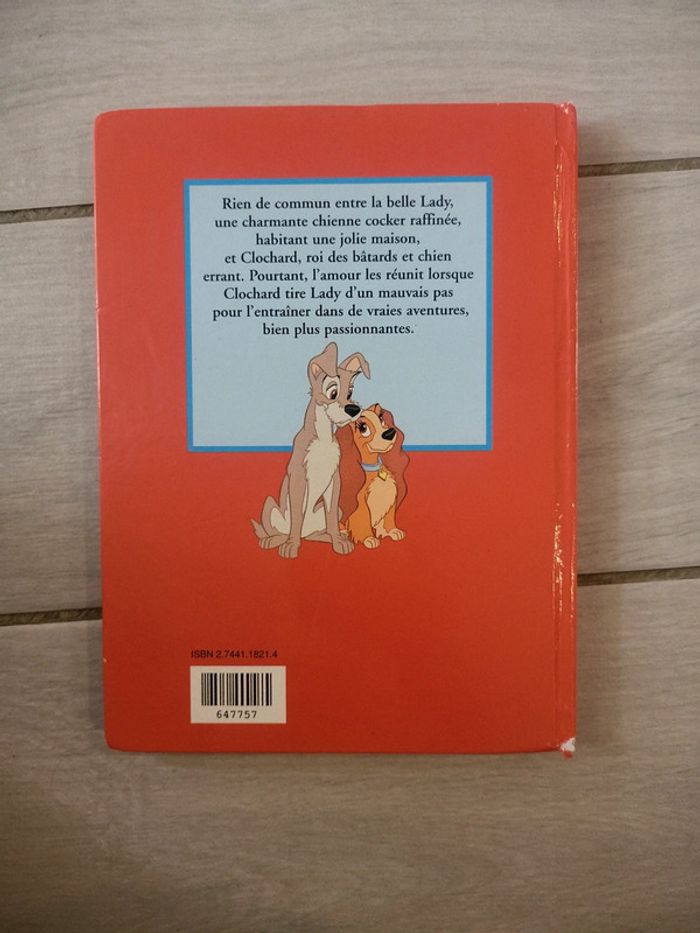 Rien de commun entre la belle Lady,
une charmante chienne cocker raffinée,
habitant une jolie maison,
et Clochard, roi des bâtards et chien
errant. Pourtant, l'amour les réunit lorsque
Clochard tire Lady d'un mauvais pas
pour l'entraîner dans de vraies aventures,
bien plus passionnantes.
ISBN 2.7441.1821.4
647757